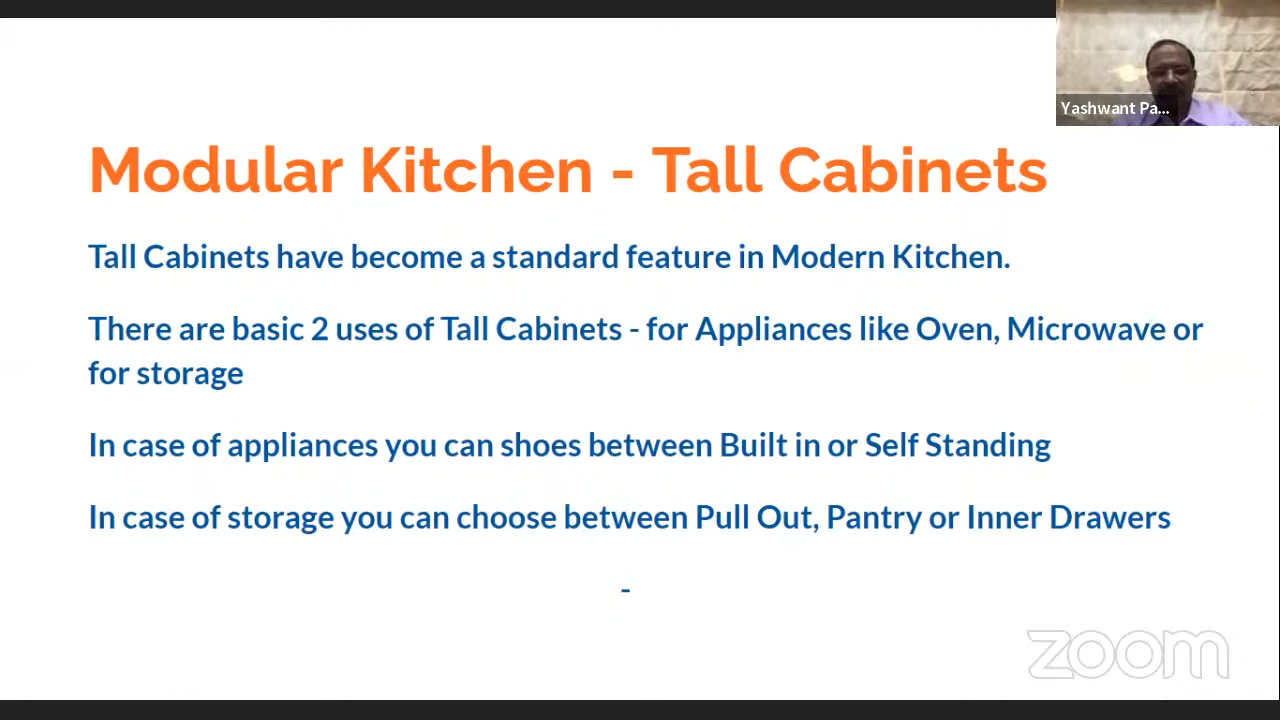 Yashwant Pa...
Modular Kitchen - Tall Cabinets
Tall Cabinets have become a standard feature in Modern Kitchen.
There are basic 2 uses of Tall Cabinets - for Appliances like Oven, Microwave or
for storage
In case of appliances you can shoes between Built in or Self Standing
In case of storage you can choose between Pull Out, Pantry or Inner Drawers
-
zoom